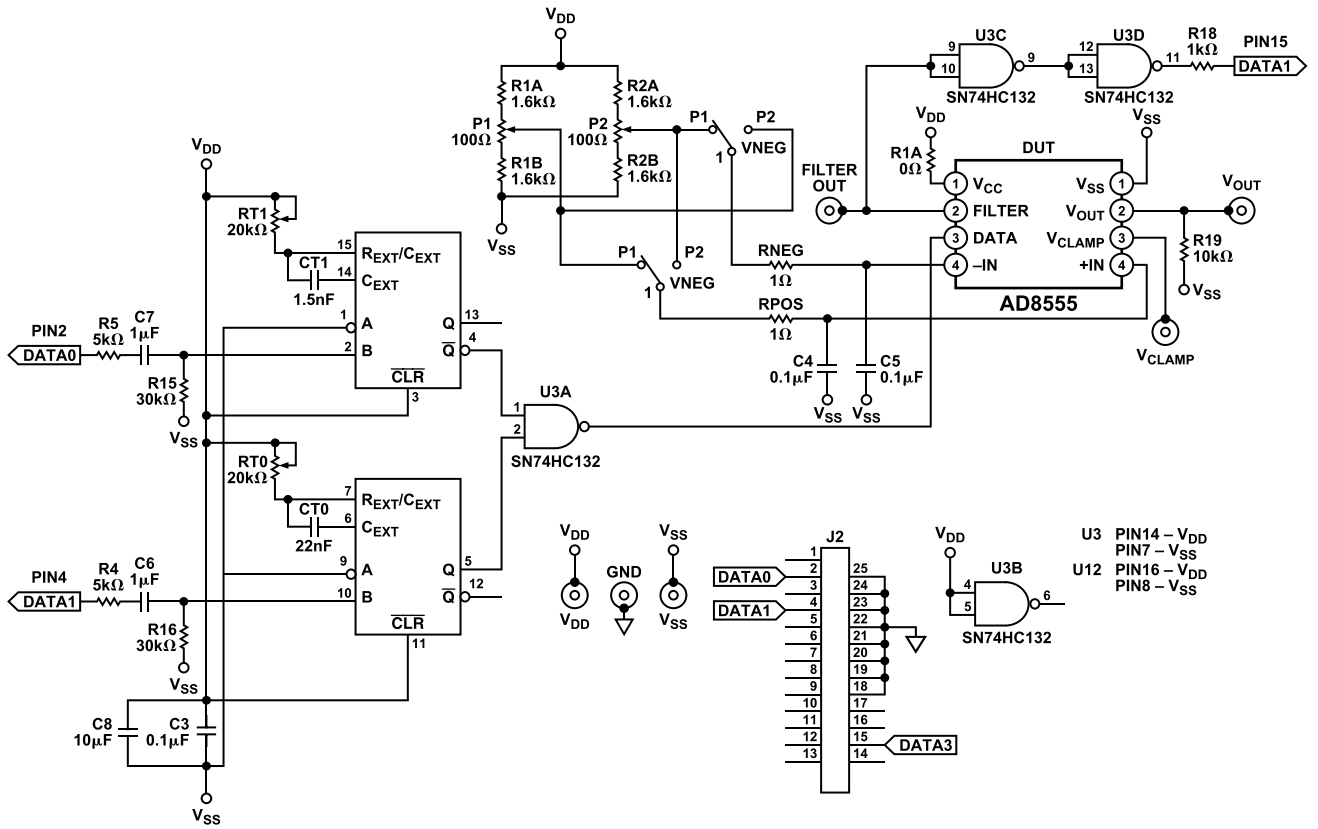 VDD
R1A
1.6kΩ
R2A
1.6kΩ
P1
100Ω
P2
100Ω
R1B
1.6kΩ
R2B
1.6kΩ
VSS
P1
P2
1
VNEG
P1
P2
1
VNEG
9
10
U3C
9
SN74HC132
12
13
U3D
11
SN74HC132
R18
1kΩ
PIN15
DATA1
VDD
R1A
0Ω
VSS
DUT
FILTER
OUT
1
VCC
2
FILTER
3
DATA
4
–IN
VSS
1
VOUT
2
VCLAMP
3
+IN
4
AD8555
VOUT
R19
10kΩ
VSS
VCLAMP
RNEG
1Ω
RPOS
1Ω
C4
0.1µF
VSS
C5
0.1µF
VSS
VDD
RT1
20kΩ
CT1
1.5nF
15
REXT/CEXT
14
CEXT
1
A
2
B
Q
13
Q
4
CLR
3
PIN2
DATA0
R5
5kΩ
C7
1µF
R15
30kΩ
VSS
U3A
1
2
SN74HC132
RT0
20kΩ
CT0
22nF
7
REXT/CEXT
6
CEXT
9
A
10
B
Q
5
Q
12
CLR
11
PIN4
DATA1
R4
5kΩ
C6
1µF
R16
30kΩ
VSS
C8
10µF
C3
0.1µF
VSS
VDD
VDD
GND
VSS
VSS
J2
DATA0
DATA1
1
2
3
4
5
6
7
8
9
10
11
12
13
25
24
23
22
21
20
19
18
17
16
15
14
DATA3
VDD
4
5
U3B
6
SN74HC132
U3 PIN14 – VDD
PIN7 – VSS
U12 PIN16 – VDD
PIN8 – VSS